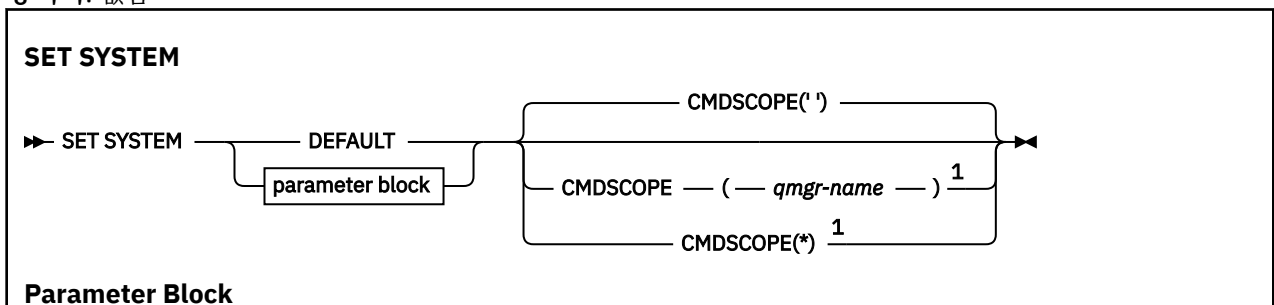 SET SYSTEM
CMDSCOPE(' ')
SET SYSTEM DEFAULT
parameter block
CMDSCOPE ( qmgr-name ) 1
CMDSCOPE(*) 1
Parameter Block